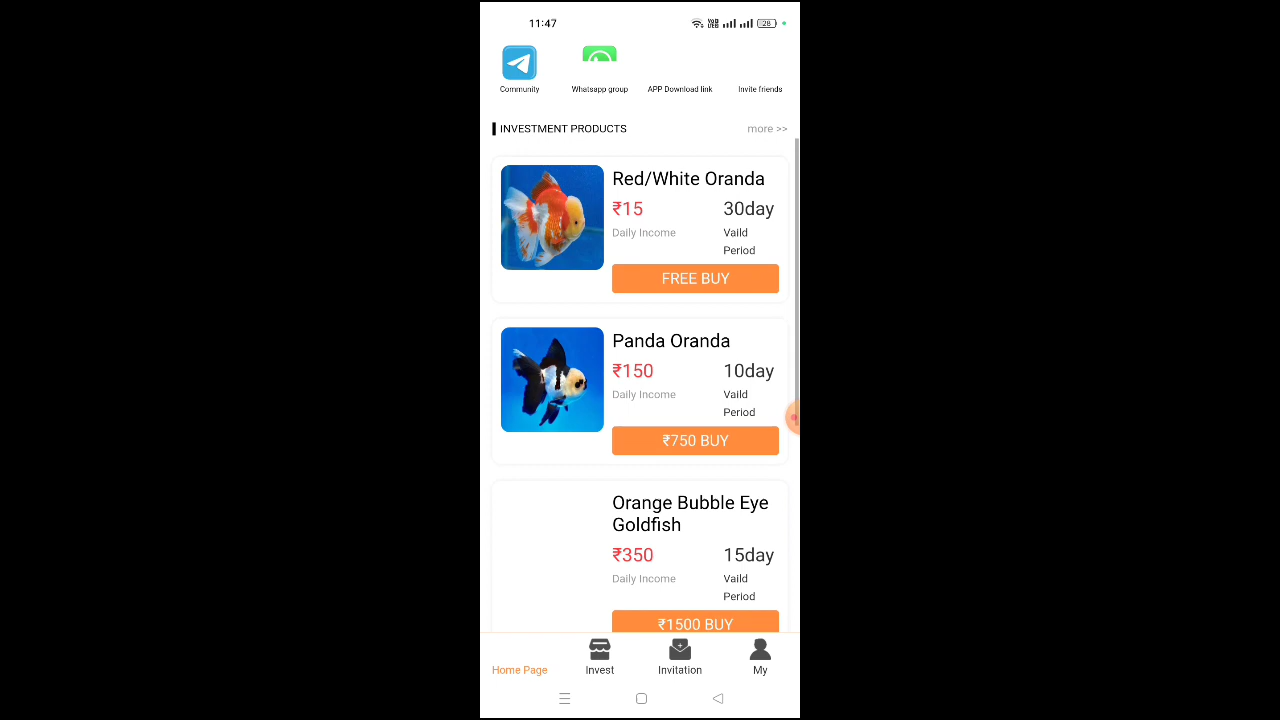 11:47
28
Community
Whatsapp group
APP Download link
Invite friends
INVESTMENT PRODUCTS
more >>
Red/White Oranda
₹15
30day
Daily Income
Vaild
Period
FREE BUY
Panda Oranda
₹150
10day
Daily Income
Vaild
Period
₹750 BUY
Orange Bubble Eye
Goldfish
₹350
15day
Daily Income
Vaild
Period
₹1500 BUY
Home Page
Invest
Invitation
My